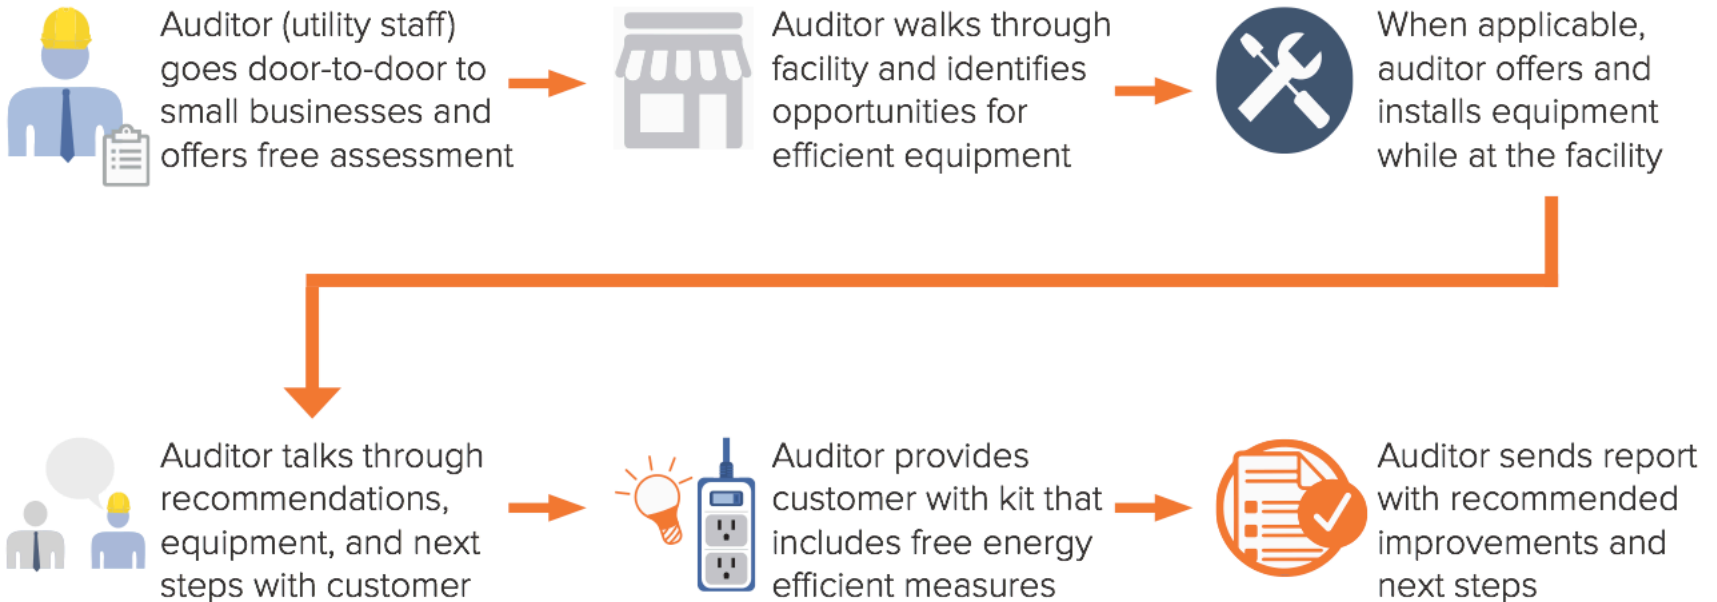 Auditor (utility staff)
goes door-to-door to
small businesses and
offers free assessment
Auditor walks through
facility and identifies
opportunities for
efficient equipment
When applicable,
auditor offers and
installs equipment
while at the facility
Auditor talks through
recommendations,
equipment, and next
steps with customer
Auditor provides
customer with kit that
includes free energy
efficient measures
Auditor sends report
with recommended
improvements and
next steps